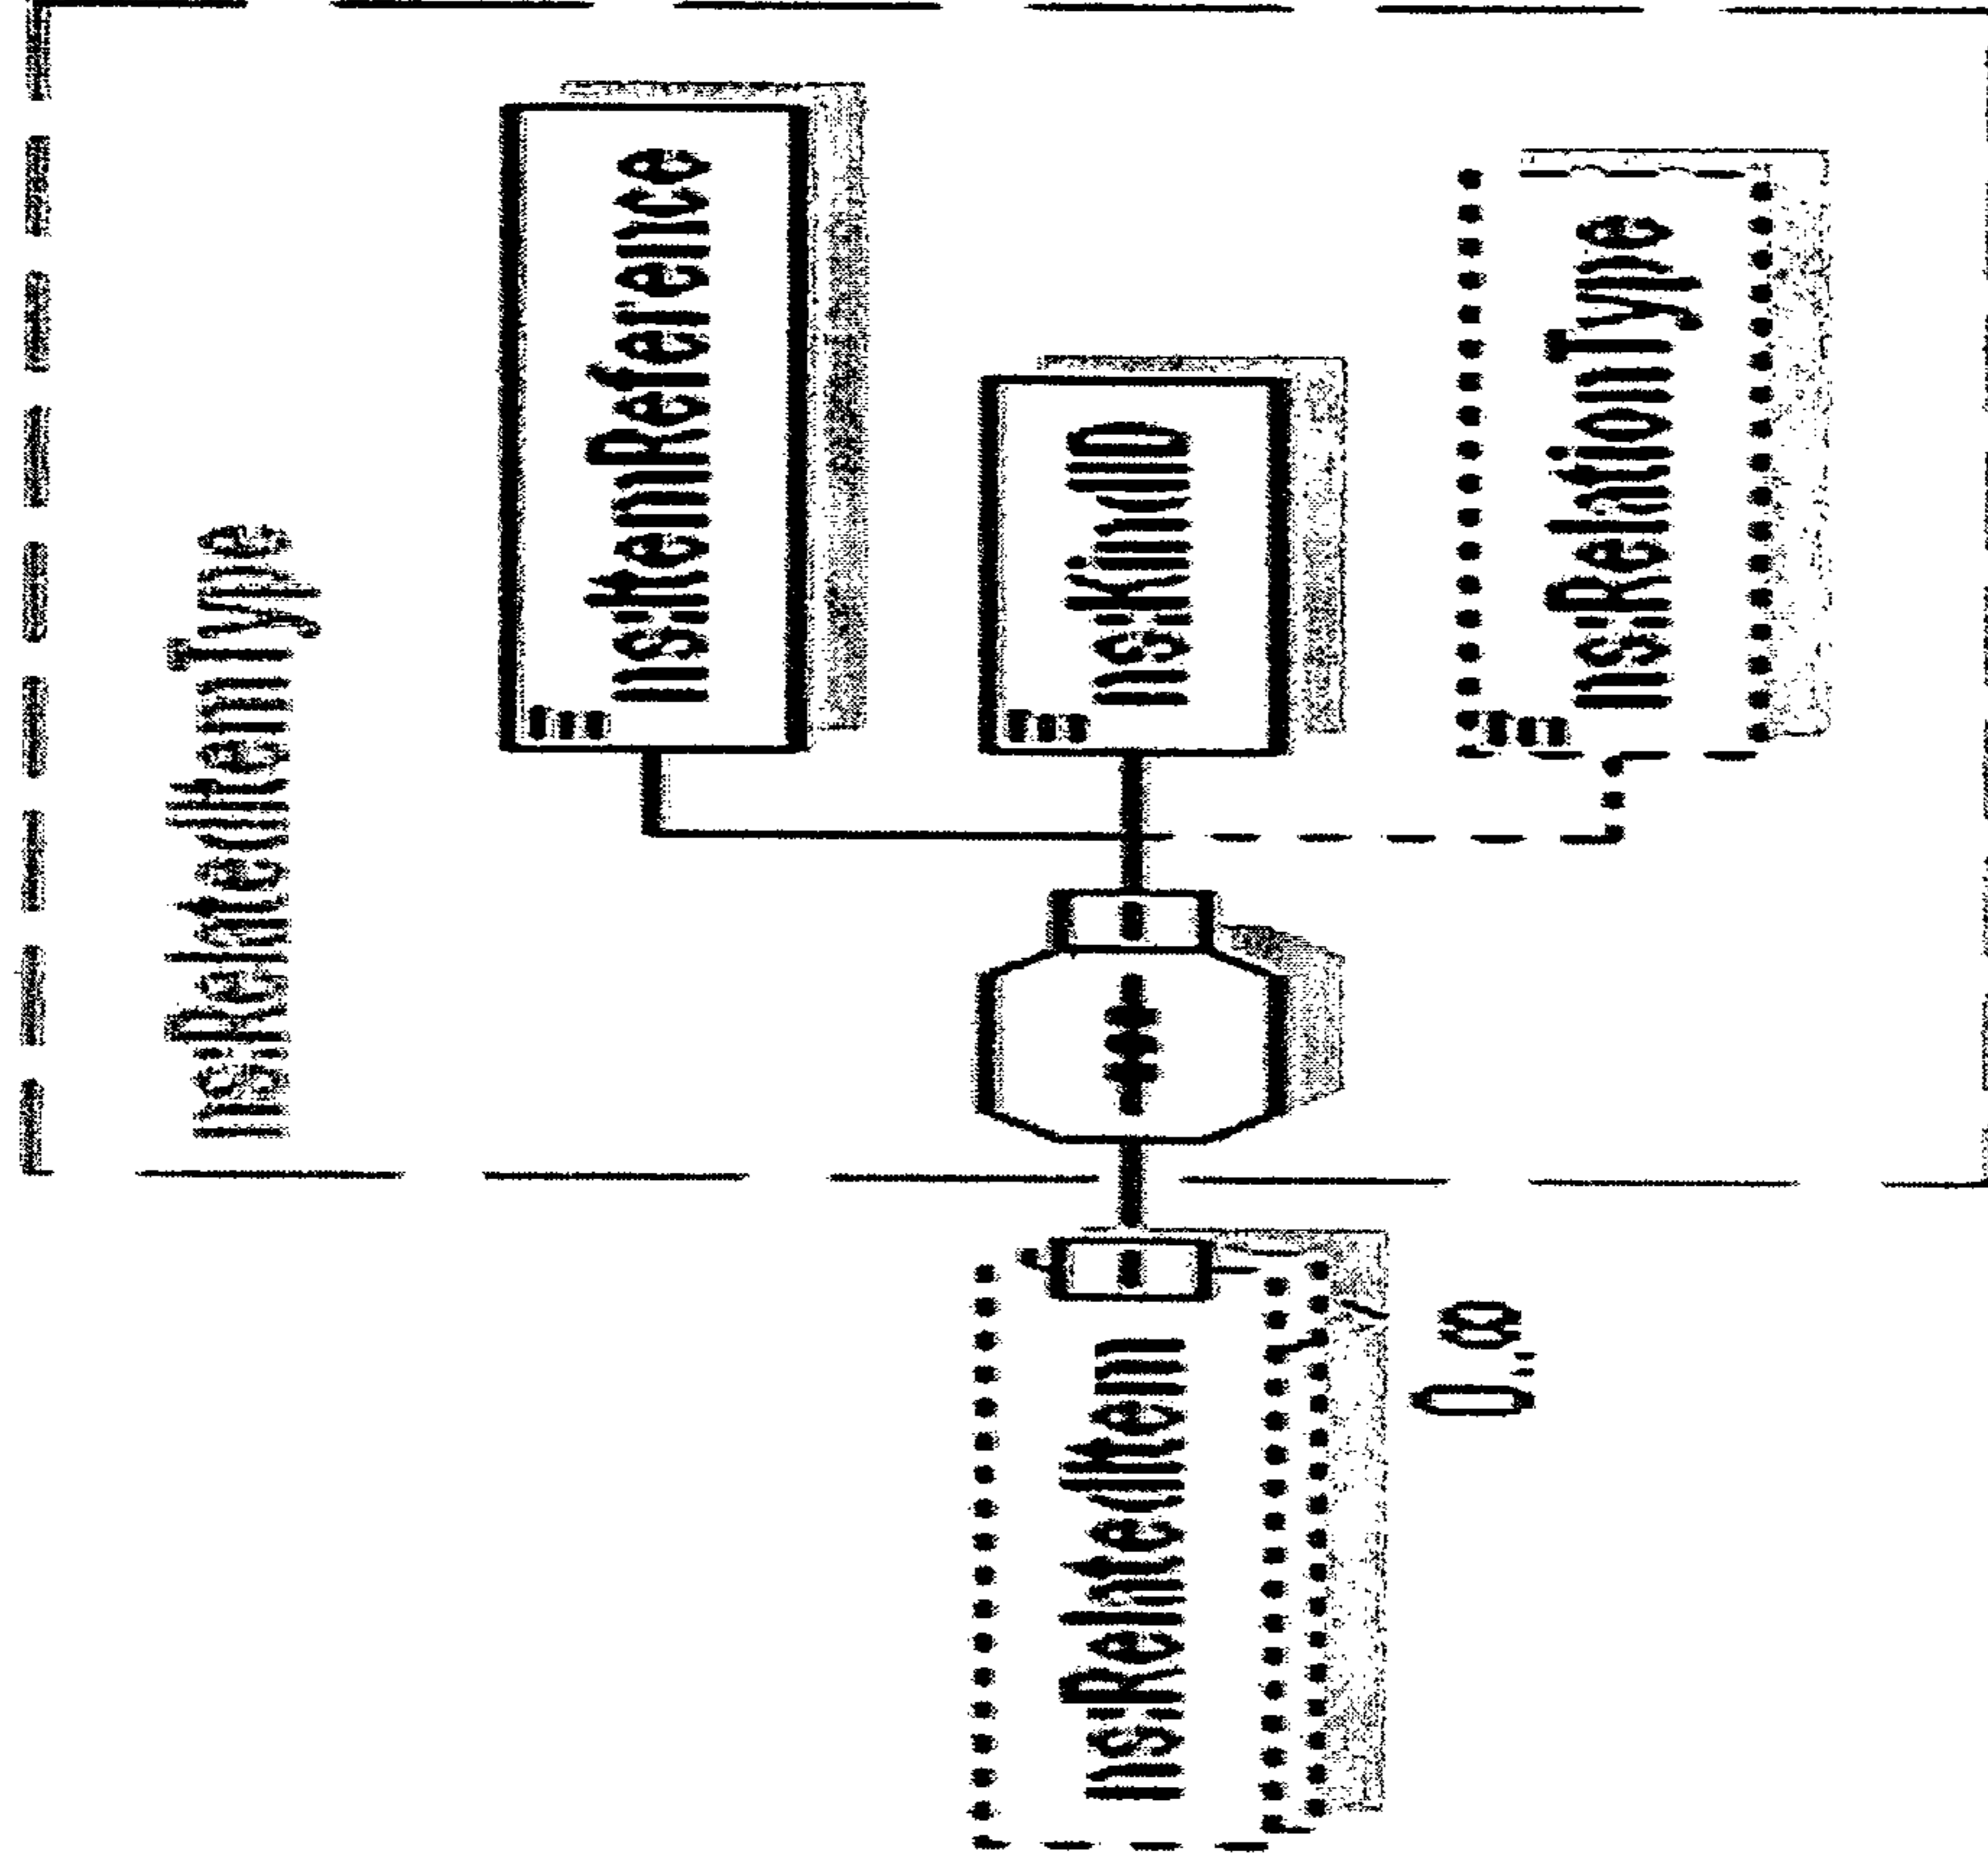 ns:RelatedItemType
ns:ItemReference
ns:KindID
ns:RelationType
ns:RelatedItem
0..∞